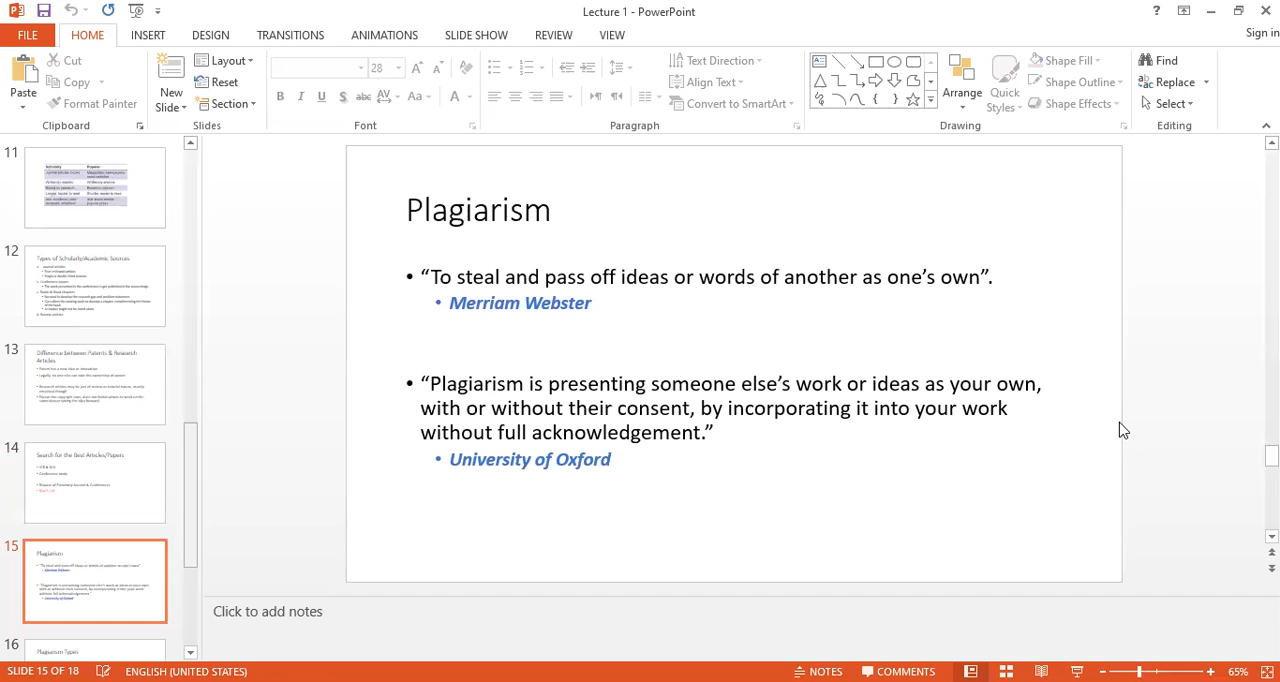 Lecture 1 - PowerPoint
?
FILE HOME INSERT DESIGN TRANSITIONS ANIMATIONS SLIDE SHOW REVIEW VIEW
Sign in
Paste
Cut
Copy
Format Painter
Clipboard
New Slide
Layout
Reset
Section
Slides
28
B I U S abc AV Aa A
Font
Text Direction
Align Text
Convert to SmartArt
Paragraph
Arrange
Quick Styles
Shape Fill
Shape Outline
Shape Effects
Drawing
Find
Replace
Select
Editing
11
12
Types of Scholarly/Academic Sources
13
Difference between Patents & Research Articles
14
Search for the Best Articles/Papers
15
Plagiarism
16
Plagiarism Types
Plagiarism
• “To steal and pass off ideas or words of another as one’s own”.
• Merriam Webster
• “Plagiarism is presenting someone else’s work or ideas as your own,
with or without their consent, by incorporating it into your work
without full acknowledgement.”
• University of Oxford
Click to add notes
SLIDE 15 OF 18
ENGLISH (UNITED STATES)
NOTES
COMMENTS
65%